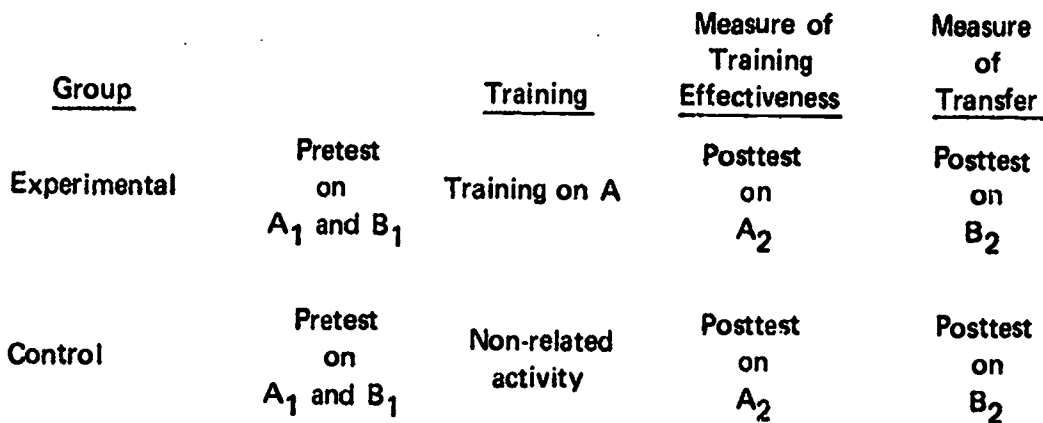 Group
Training
Measure of
Training
Effectiveness
Measure
of
Transfer
Experimental
Pretest
on
A₁ and B₁
Training on A
Posttest
on
A₂
Posttest
on
B₂
Control
Pretest
on
A₁ and B₁
Non-related
activity
Posttest
on
A₂
Posttest
on
B₂